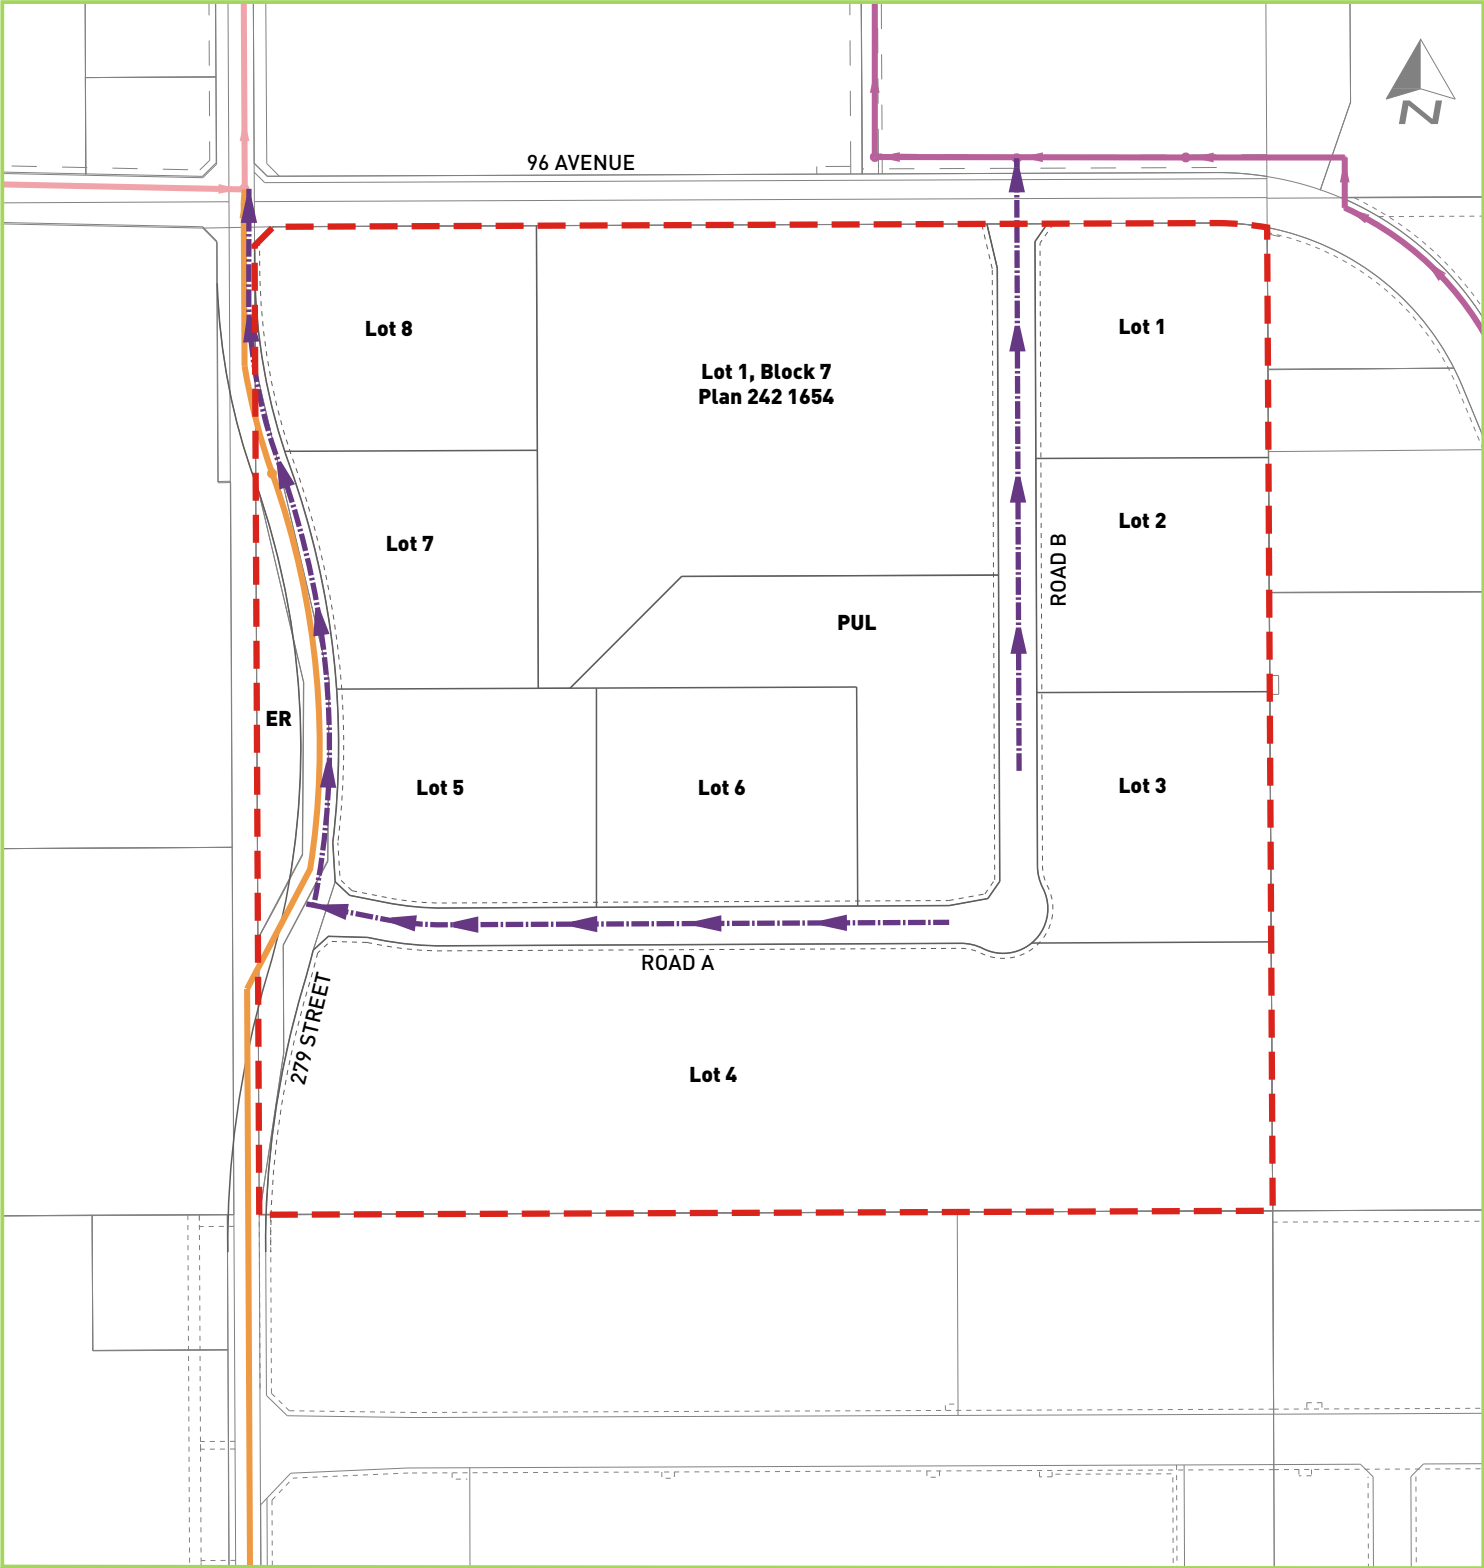 N
96 AVENUE
Lot 8
Lot 1
Lot 1, Block 7
Plan 242 1654
Lot 2
Lot 7
ROAD B
PUL
ER
Lot 5
Lot 6
Lot 3
ROAD A
279 STREET
Lot 4